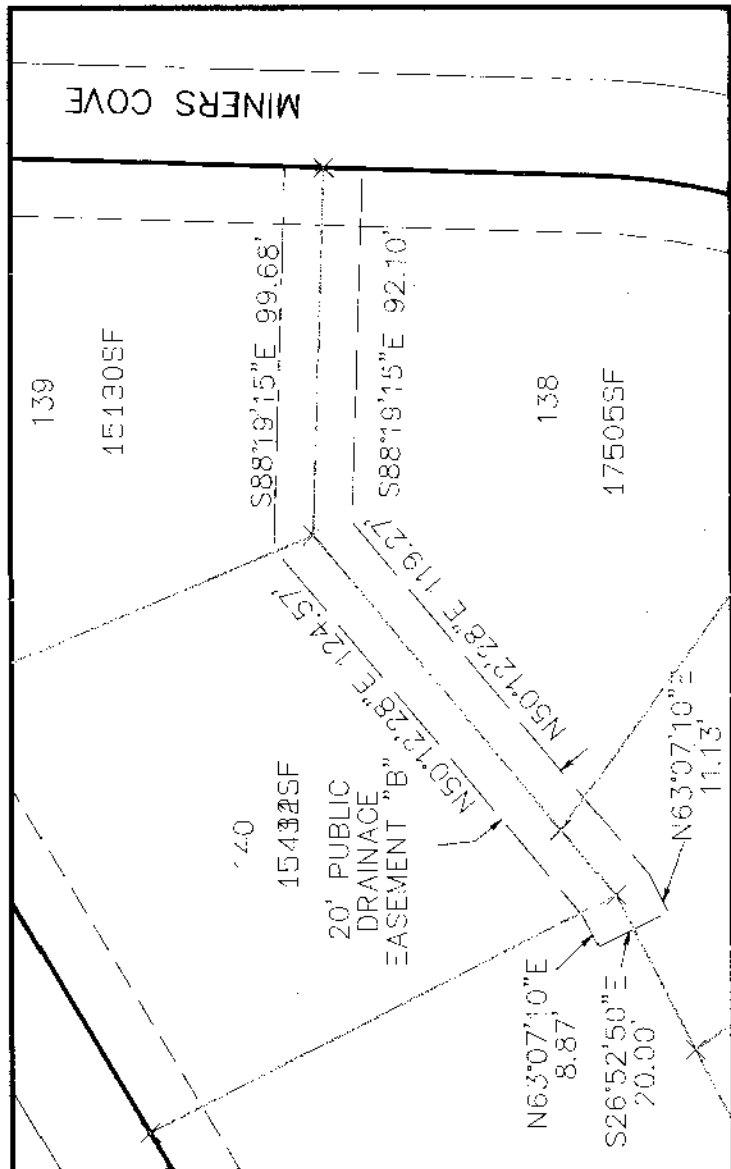 MINERS COVE
139
15190SF
S88°19'15"E 99.68'
S88°19'15"E 92.10'
138
17505SF
N50°12'28"E 124.57'
N50°12'28"E 119.27'
20' PUBLIC
DRAINAGE
EASEMENT "B"
N63°07'10"E
11.13'
N63°07'10"E
8.87'
S26°52'50"E
20.00'